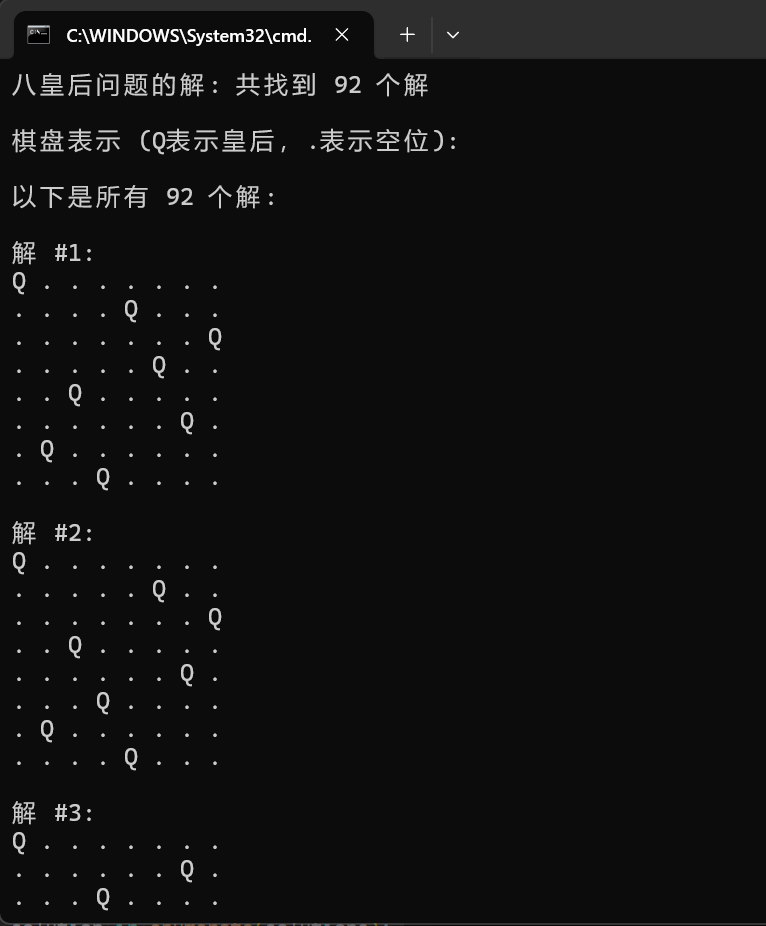 C:\WINDOWS\System32\cmd.
八皇后问题的解: 共找到 92 个解
棋盘表示 (Q表示皇后, .表示空位):
以下是所有 92 个解:
解 #1:
Q . . . . . . .
. . . . Q . . .
. . . . . . . Q
. . . . . Q . .
. . Q . . . . .
. . . . . . Q .
. Q . . . . . .
. . . Q . . . .
解 #2:
Q . . . . . . .
. . . . . Q . .
. . . . . . . Q
. . Q . . . . .
. . . . . . Q .
. . . Q . . . .
. Q . . . . . .
. . . . Q . . .
解 #3:
Q . . . . . . .
. . . . . . Q .
. . . Q . . . .